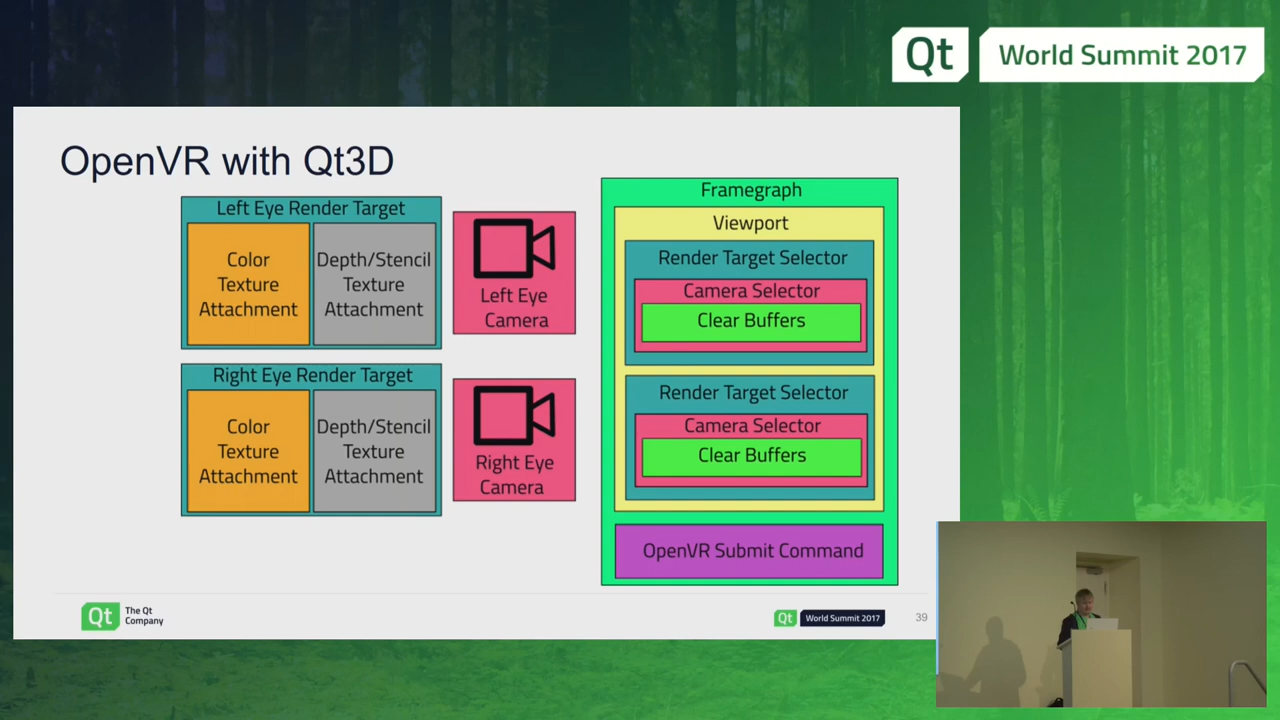 Qt World Summit 2017
OpenVR with Qt3D
Left Eye Render Target
Color
Texture
Attachment
Depth/Stencil
Texture
Attachment
Left Eye
Camera
Right Eye Render Target
Color
Texture
Attachment
Depth/Stencil
Texture
Attachment
Right Eye
Camera
Framegraph
Viewport
Render Target Selector
Camera Selector
Clear Buffers
Render Target Selector
Camera Selector
Clear Buffers
OpenVR Submit Command
Qt
The Qt
Company
Qt World Summit 2017
39